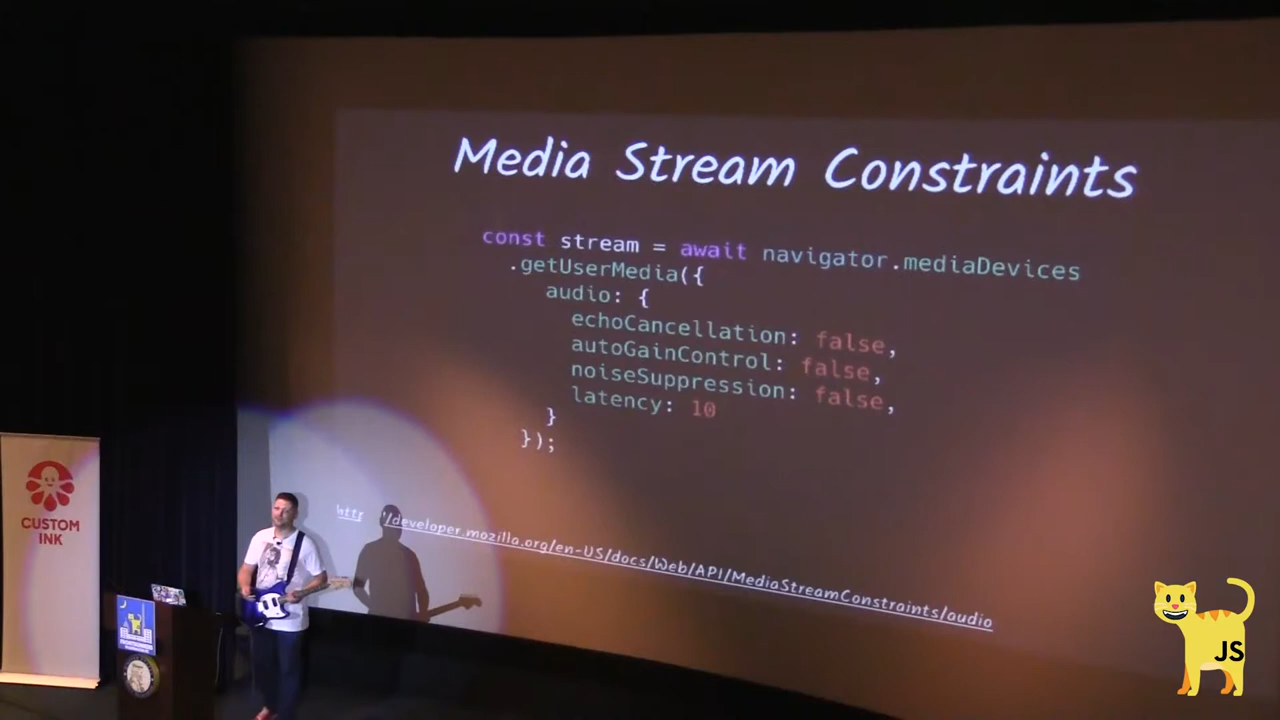 Media Stream Constraints
const stream = await navigator.mediaDevices
.getUserMedia({
audio: {
echoCancellation: false,
autoGainControl: false,
noiseSuppression: false,
latency: 10
}
});
/developer.mozilla.org/en-US/docs/Web/API/MediaStreamConstraints/audio
CUSTOM
INK
JS